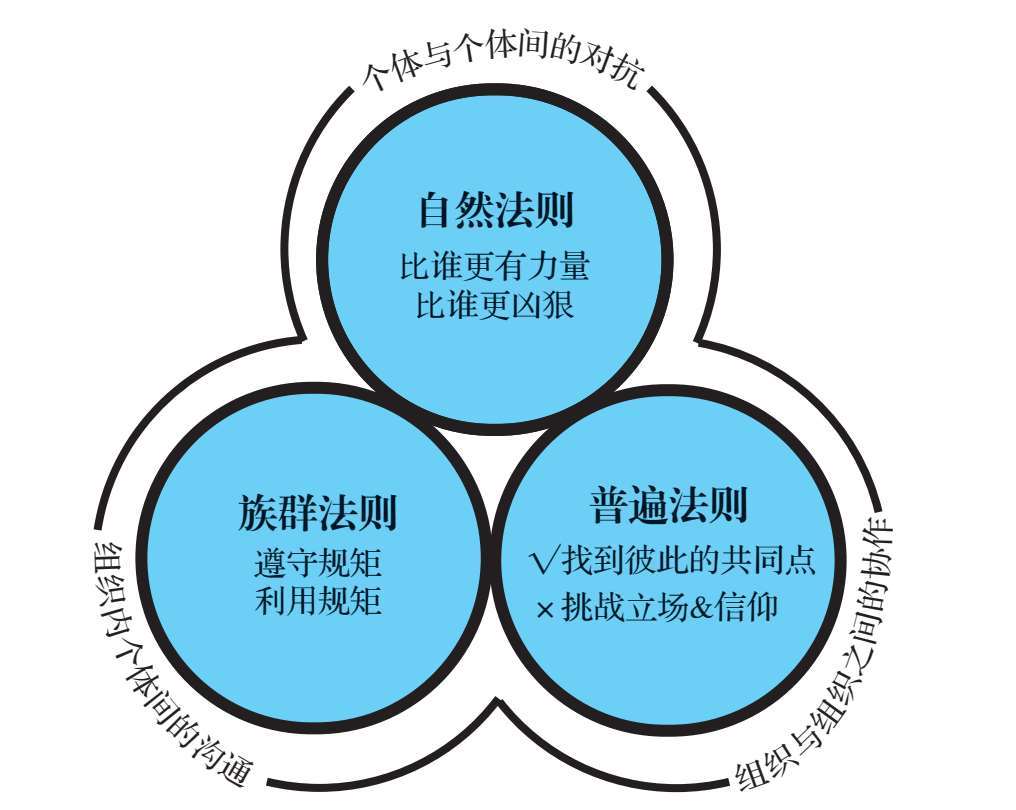 个体与个体间的对抗
自然法则
比谁更有力量
比谁更凶狠
族群法则
遵守规矩
利用规矩
组织内个体间的沟通
普遍法则
√找到彼此的共同点
×挑战立场&信仰
组织与组织之间的协作